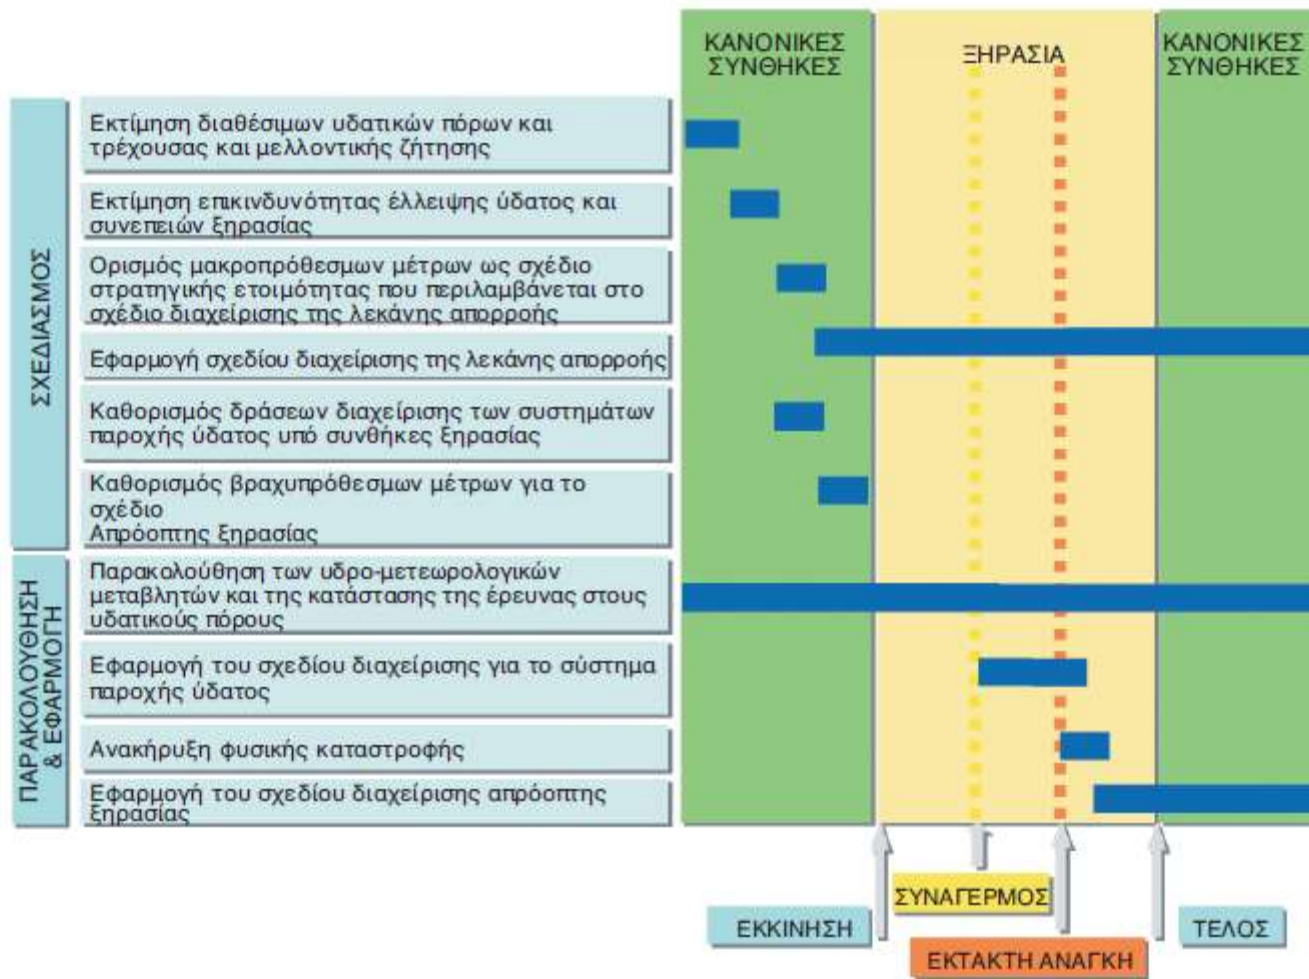 ΚΑΝΟΝΙΚΕΣ
ΣΥΝΘΗΚΕΣ
ΞΗΡΑΣΙΑ
ΚΑΝΟΝΙΚΕΣ
ΣΥΝΘΗΚΕΣ
ΣΧΕΔΙΑΣΜΟΣ
Εκτίμηση διαθέσιμων υδατικών πόρων και
τρέχουσας και μελλοντικής ζήτησης
Εκτίμηση επικινδυνότητας έλλειψης ύδατος και
συνεπειών ξηρασίας
Ορισμός μακροπρόθεσμων μέτρων ως σχέδιο
στρατηγικής ετοιμότητας που περιλαμβάνεται στο
σχέδιο διαχείρισης της λεκάνης απορροής
Εφαρμογή σχεδίου διαχείρισης της λεκάνης απορροής
Καθορισμός δράσεων διαχείρισης των συστημάτων
παροχής ύδατος υπό συνθήκες ξηρασίας
Καθορισμός βραχυπρόθεσμων μέτρων για το
σχέδιο
Απρόοπτης ξηρασίας
ΠΑΡΑΚΟΛΟΥΘΗΣΗ
& ΕΦΑΡΜΟΓΗ
Παρακολούθηση των υδρο-μετεωρολογικών
μεταβλητών και της κατάστασης της έρευνας στους
υδατικούς πόρους
Εφαρμογή του σχεδίου διαχείρισης για το σύστημα
παροχής ύδατος
Ανακήρυξη φυσικής καταστροφής
Εφαρμογή του σχεδίου διαχείρισης απρόοπτης
ξηρασίας
ΣΥΝΑΓΕΡΜΟΣ
ΕΚΚΙΝΗΣΗ
ΤΕΛΟΣ
ΕΚΤΑΚΤΗ ΑΝΑΓΚΗ